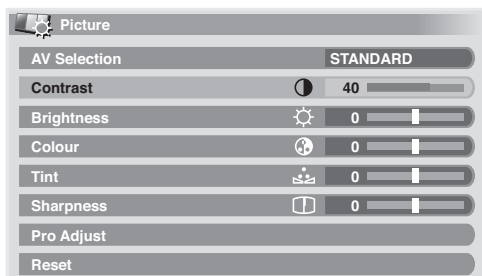 Picture
AV Selection STANDARD
Contrast 40
Brightness 0
Colour 0
Tint 0
Sharpness 0
Pro Adjust
Reset